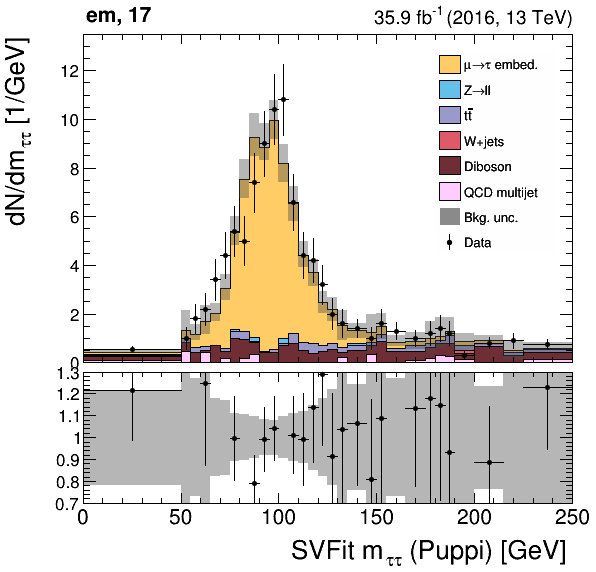 em, 17
35.9 fb⁻¹ (2016, 13 TeV)
dN/dm_ττ [1/GeV]
12
10
8
6
4
2
0
μ→τ embed.
Z→ll
tt̄
W+jets
Diboson
QCD multijet
Bkg. unc.
Data
1.3
1.2
1.1
1
0.9
0.8
0.7
0 50 100 150 200 250
SVFit m_ττ (Puppi) [GeV]